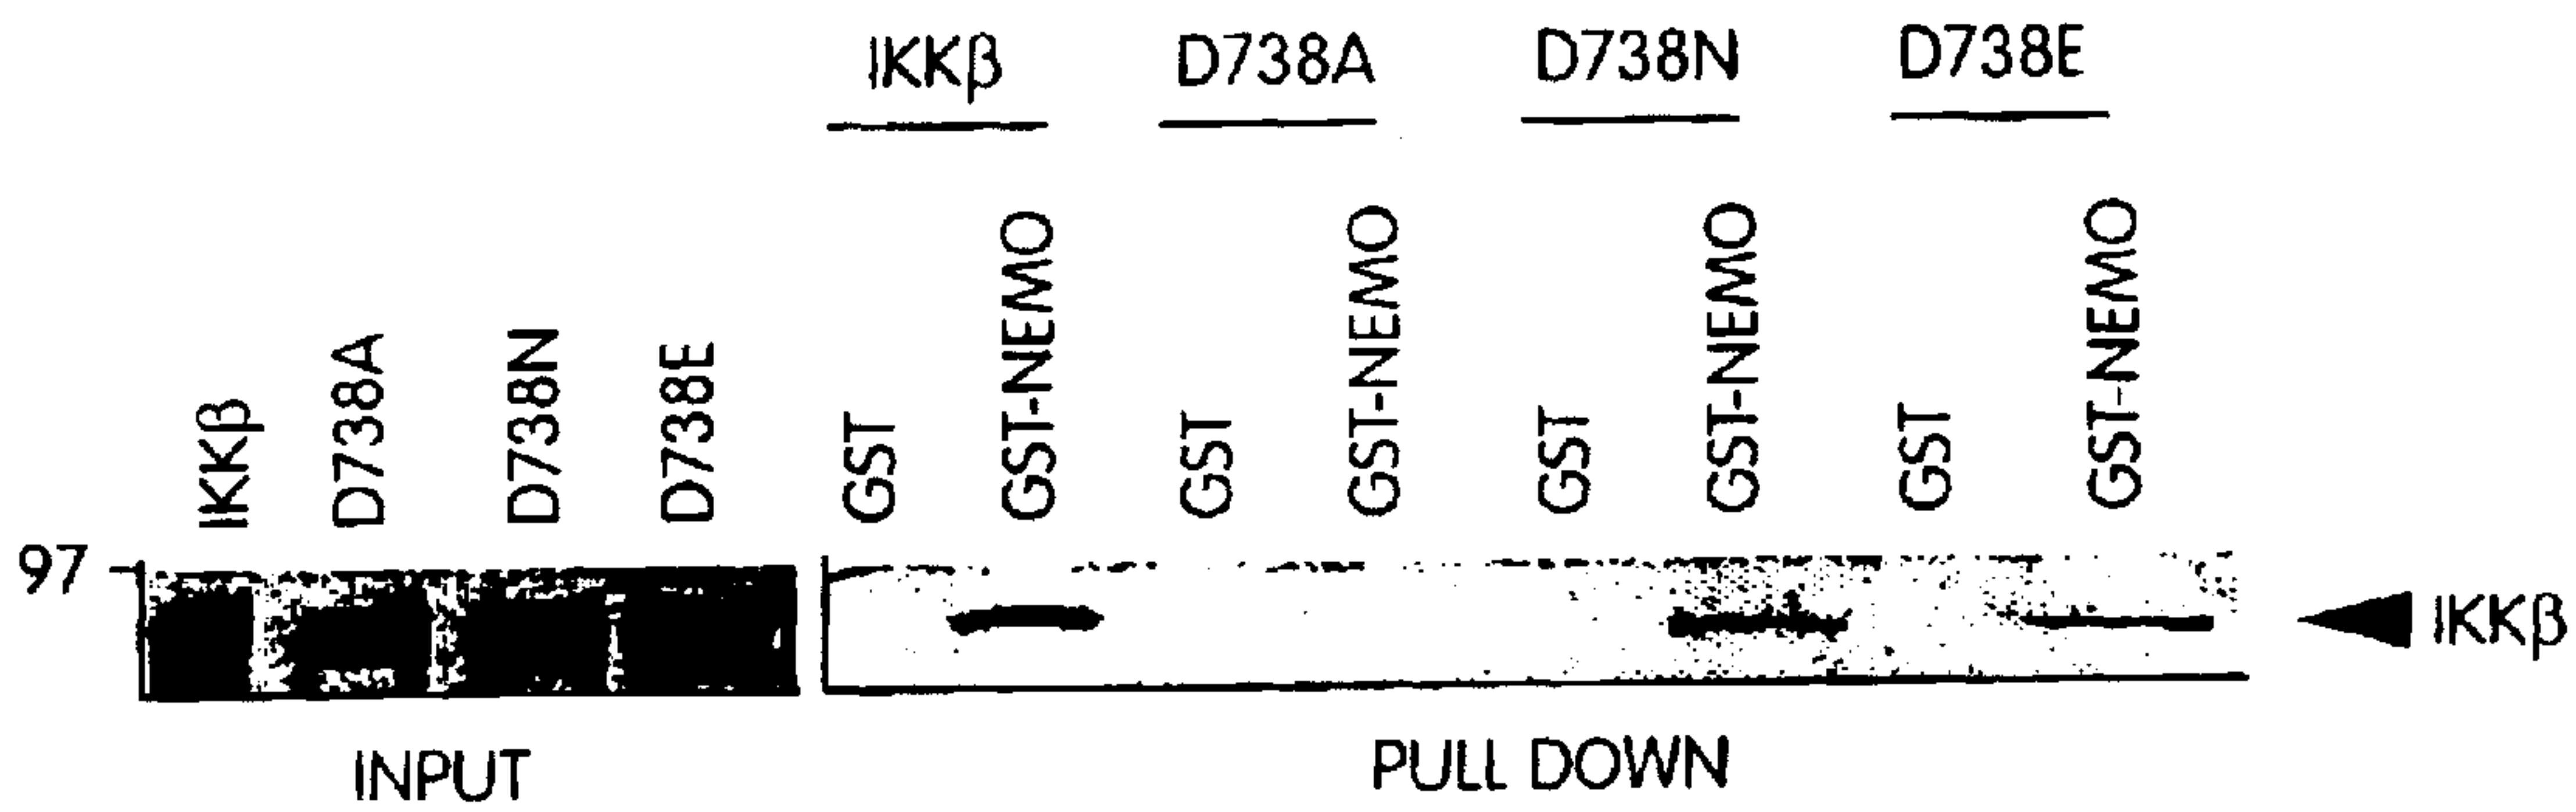 IKKβ D738A D738N D738E
IKKβ D738A D738N D738E GST GST-NEMO GST GST-NEMO GST GST-NEMO GST GST-NEMO
97
IKKβ
INPUT PULL DOWN